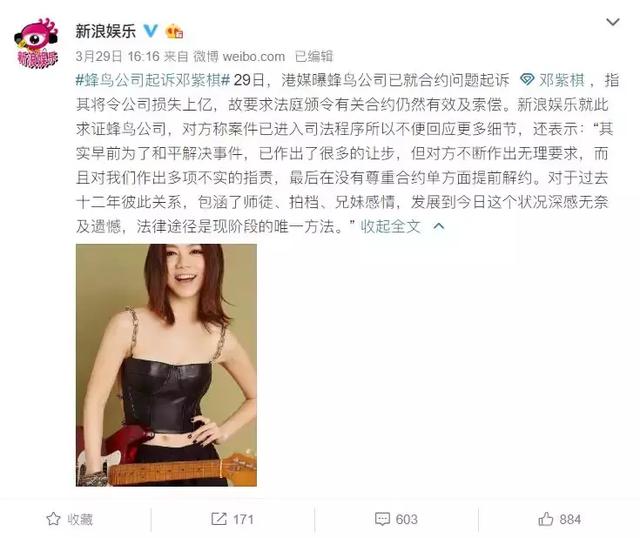 新浪娱乐
新浪娱乐
3月29日 16:16 来自 微博 weibo.com 已编辑
#蜂鸟公司起诉邓紫棋# 29日，港媒曝蜂鸟公司已就合约问题起诉 邓紫棋，指
其将令公司损失上亿，故要求法庭颁令有关合约仍然有效及索偿。新浪娱乐就此
求证蜂鸟公司，对方称案件已进入司法程序所以不便回应更多细节，还表示：“其
实早前为了和平解决事件，已作出了很多的让步，但对方不断作出无理要求，而
且对我们作出多项不实的指责，最后在没有尊重合约单方面提前解约。对于过去
十二年彼此关系，包涵了师徒、拍档、兄妹感情，发展到今日这个状况深感无奈
及遗憾，法律途径是现阶段的唯一方法。” 收起全文
收藏
171
603
884